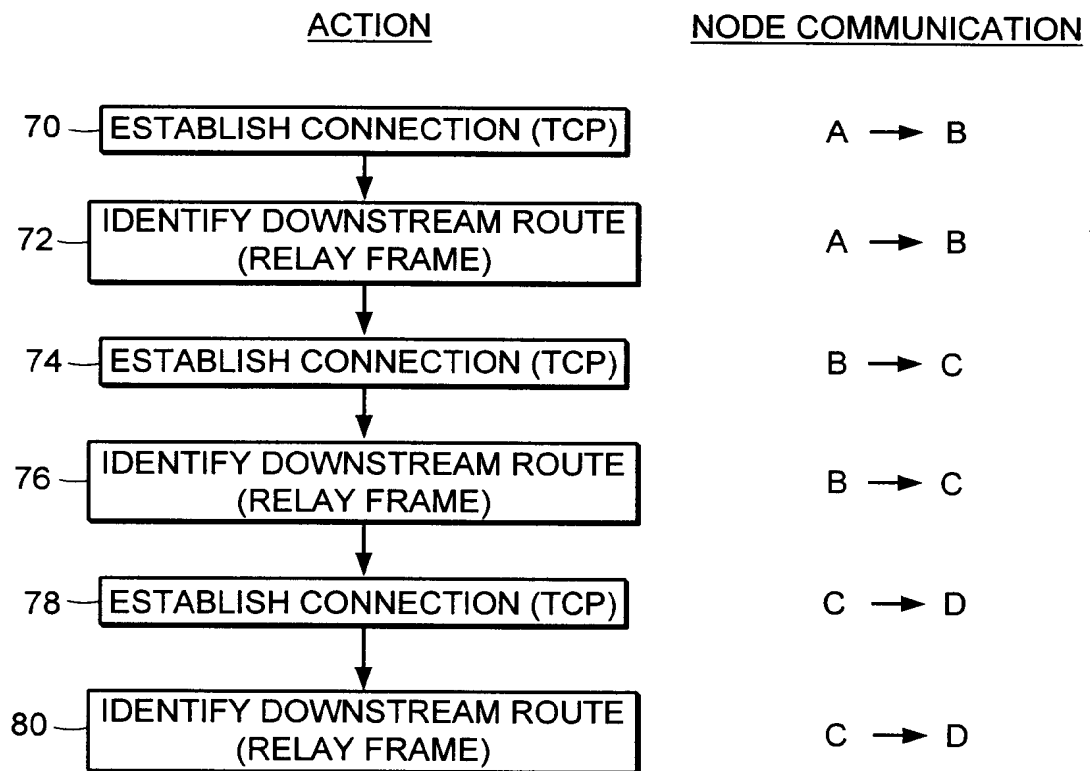 ACTION NODE COMMUNICATION
70 ESTABLISH CONNECTION (TCP) A → B
72 IDENTIFY DOWNSTREAM ROUTE
(RELAY FRAME) A → B
74 ESTABLISH CONNECTION (TCP) B → C
76 IDENTIFY DOWNSTREAM ROUTE
(RELAY FRAME) B → C
78 ESTABLISH CONNECTION (TCP) C → D
80 IDENTIFY DOWNSTREAM ROUTE
(RELAY FRAME) C → D